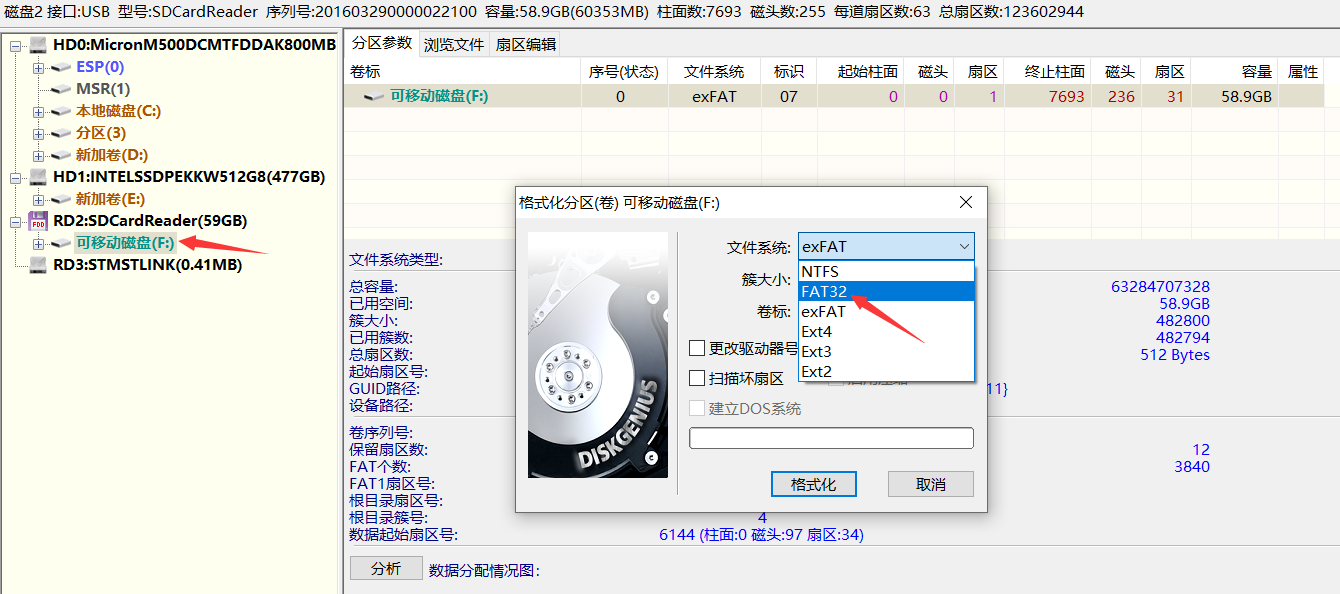 磁盘2 接口:USB 型号:SDCardReader 序列号:201603290000022100 容量:58.9GB(60353MB) 柱面数:7693 磁头数:255 每道扇区数:63 总扇区数:123602944
HD0:MicronM500DCMTFDDAK800MB
ESP(0)
MSR(1)
本地磁盘(C:)
分区(3)
新加卷(D:)
HD1:INTELSSDPEKKW512G8(477GB)
新加卷(E:)
RD2:SDCardReader(59GB)
可移动磁盘(F:)
RD3:STMSTLINK(0.41MB)
分区参数 浏览文件 扇区编辑
卷标 序号(状态) 文件系统 标识 起始柱面 磁头 扇区 终止柱面 磁头 扇区 容量 属性
可移动磁盘(F:) 0 exFAT 07 0 0 1 7693 236 31 58.9GB
文件系统类型:
总容量: 63284707328
已用空间: 58.9GB
簇大小: 482800
已用簇数: 482794
总扇区数: 512 Bytes
起始扇区号:
GUID路径: 11}
设备路径:
卷序列号:
保留扇区数: 12
FAT个数: 3840
FAT1扇区号:
根目录扇区号:
根目录簇号: 4
数据起始扇区号: 6144 (柱面:0 磁头:97 扇区:34)
分析 数据分配情况图:
格式化分区(卷) 可移动磁盘(F:)
FDD
DISKGENIUS
文件系统: exFAT
簇大小:
卷标:
NTFS
FAT32
exFAT
Ext4
Ext3
Ext2
更改驱动器号
扫描坏扇区
建立DOS系统
格式化 取消